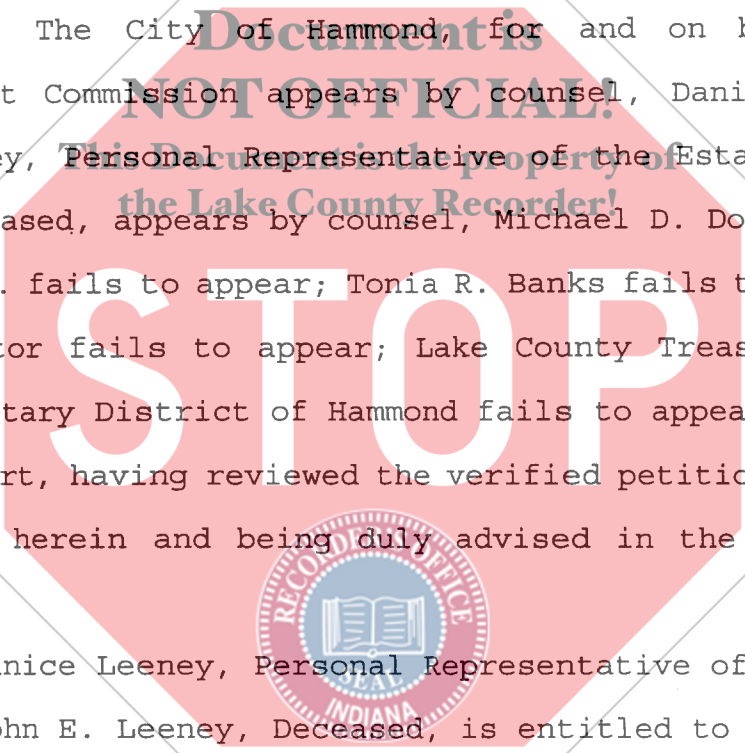 The City of Hammond, for and on b
Document is
t Commission appears by counsel, Dani
NOT OFFICIAL!
ey, Personal Representative of the Esta
This Document is the property of
the Lake County Recorder!
ased, appears by counsel, Michael D. Do
. fails to appear; Tonia R. Banks fails t
STOP
tor fails to appear; Lake County Treas
tary District of Hammond fails to appea
rt, having reviewed the verified petitio
herein and being duly advised in the
RECORDER'S OFFICE
nice Leeney, Personal Representative of
SEAL
INDIANA
ohn E. Leeney, Deceased, is entitled to